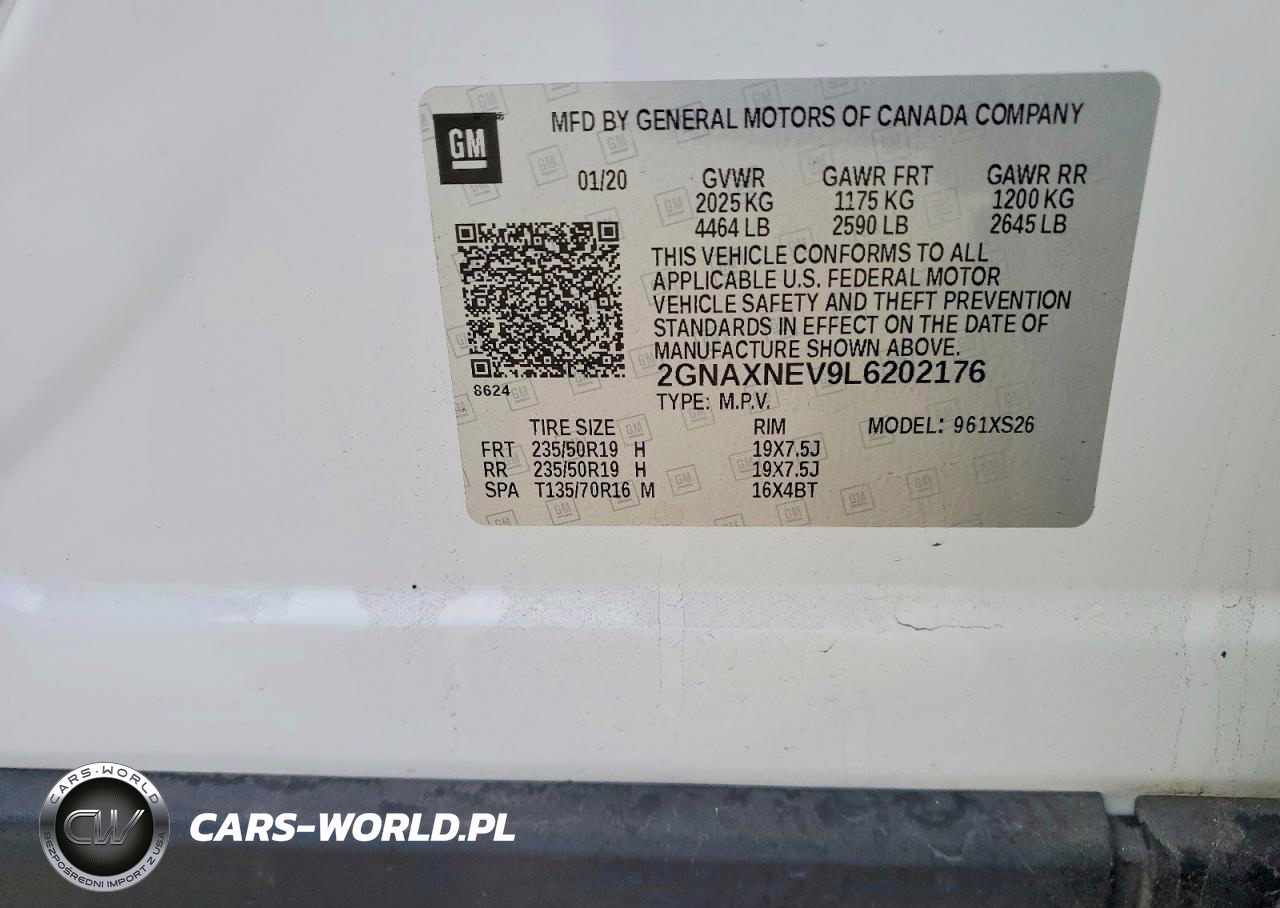 GM
MFD BY GENERAL MOTORS OF CANADA COMPANY
01/20
GVWR GAWR FRT GAWR RR
2025 KG 1175 KG 1200 KG
4464 LB 2590 LB 2645 LB
THIS VEHICLE CONFORMS TO ALL
APPLICABLE U.S. FEDERAL MOTOR
VEHICLE SAFETY AND THEFT PREVENTION
STANDARDS IN EFFECT ON THE DATE OF
MANUFACTURE SHOWN ABOVE.
8624
2GNAXNEV9L6202176
TYPE: M.P.V.
TIRE SIZE RIM MODEL: 961XS26
FRT 235/50R19 H 19X7.5J
RR 235/50R19 H 19X7.5J
SPA T135/70R16 M 16X4BT
CARS-WORLD
CW
BEZPOŚREDNI IMPORT Z USA
CARS-WORLD.PL